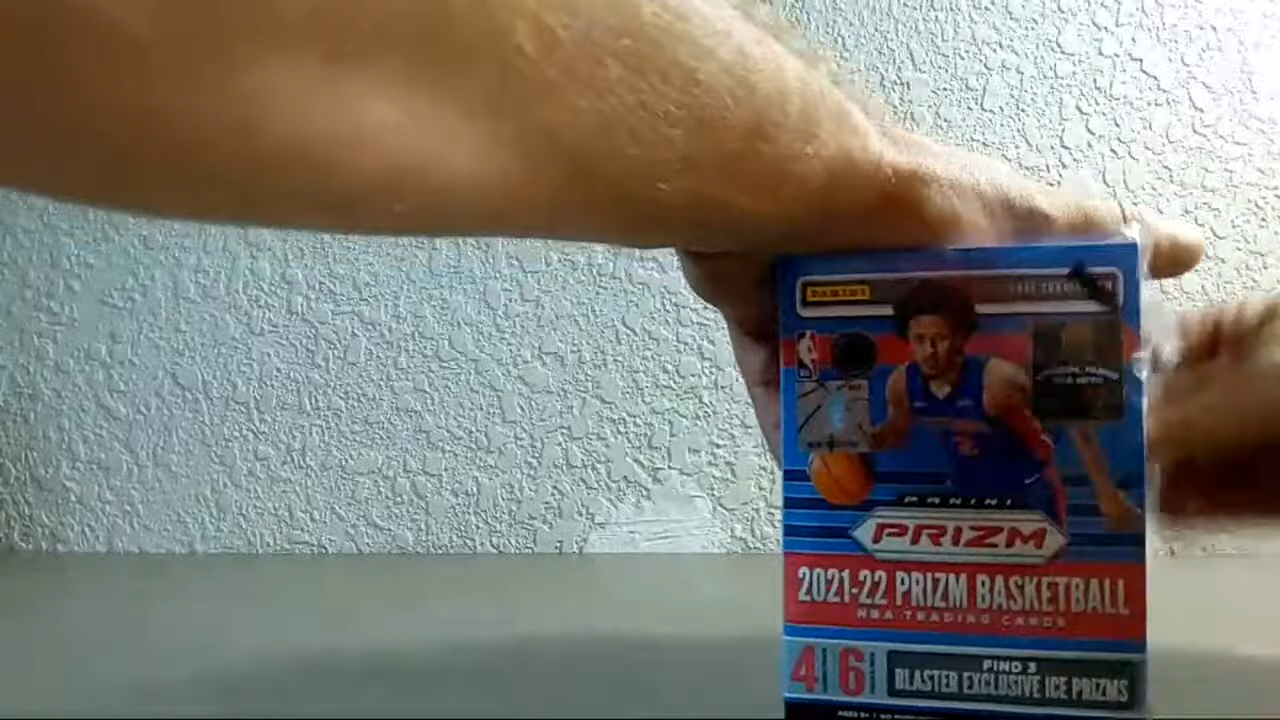 PANINI
PANINI
PRIZM
2021-22 PRIZM BASKETBALL
NBA TRADING CARDS
4 6
FIND 3
BLASTER EXCLUSIVE ICE PRIZMS